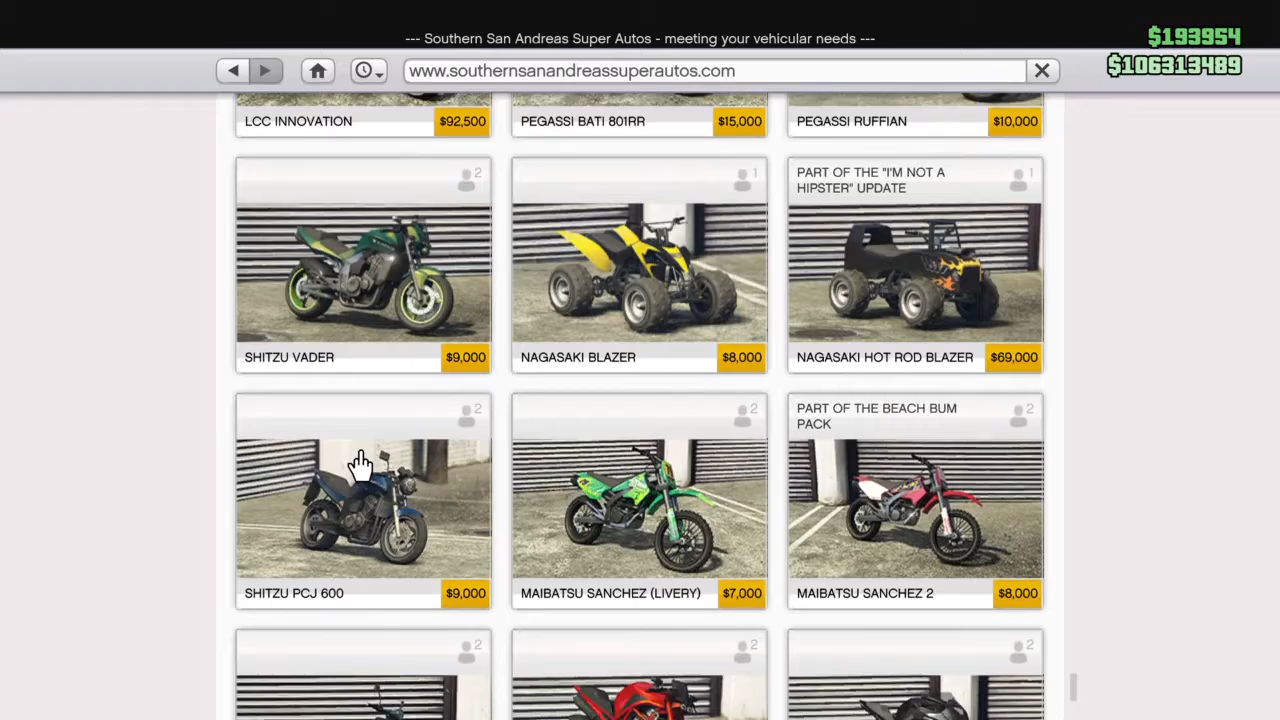 --- Southern San Andreas Super Autos - meeting your vehicular needs ---
$193954
$106313489
www.southernsanandreassuperautos.com
LCC INNOVATION $92,500
PEGASSI BATI 801RR $15,000
PEGASSI RUFFIAN $10,000
2
1
PART OF THE "I'M NOT A
HIPSTER" UPDATE
1
SHITZU VADER $9,000
NAGASAKI BLAZER $8,000
NAGASAKI HOT ROD BLAZER $69,000
2
2
PART OF THE BEACH BUM
PACK
2
SHITZU PCJ 600 $9,000
MAIBATSU SANCHEZ (LIVERY) $7,000
MAIBATSU SANCHEZ 2 $8,000
2
2
2